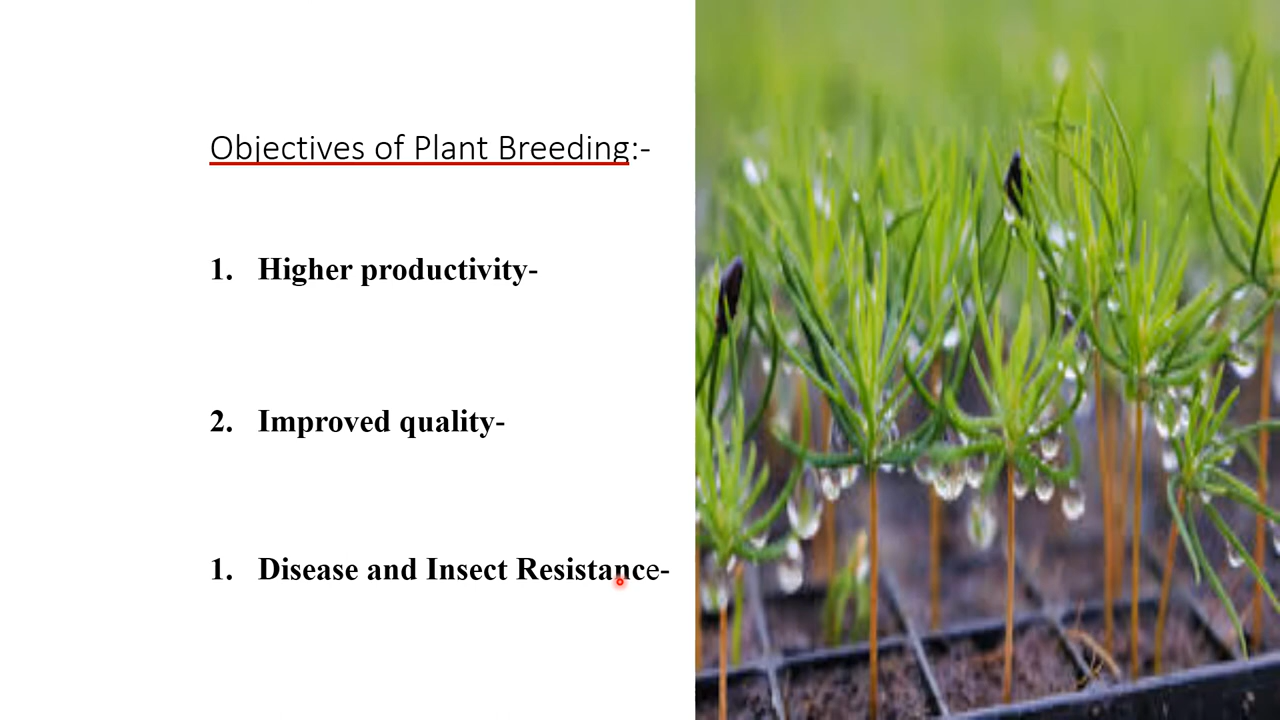 Objectives of Plant Breeding:-
1. Higher productivity-
2. Improved quality-
1. Disease and Insect Resistance-